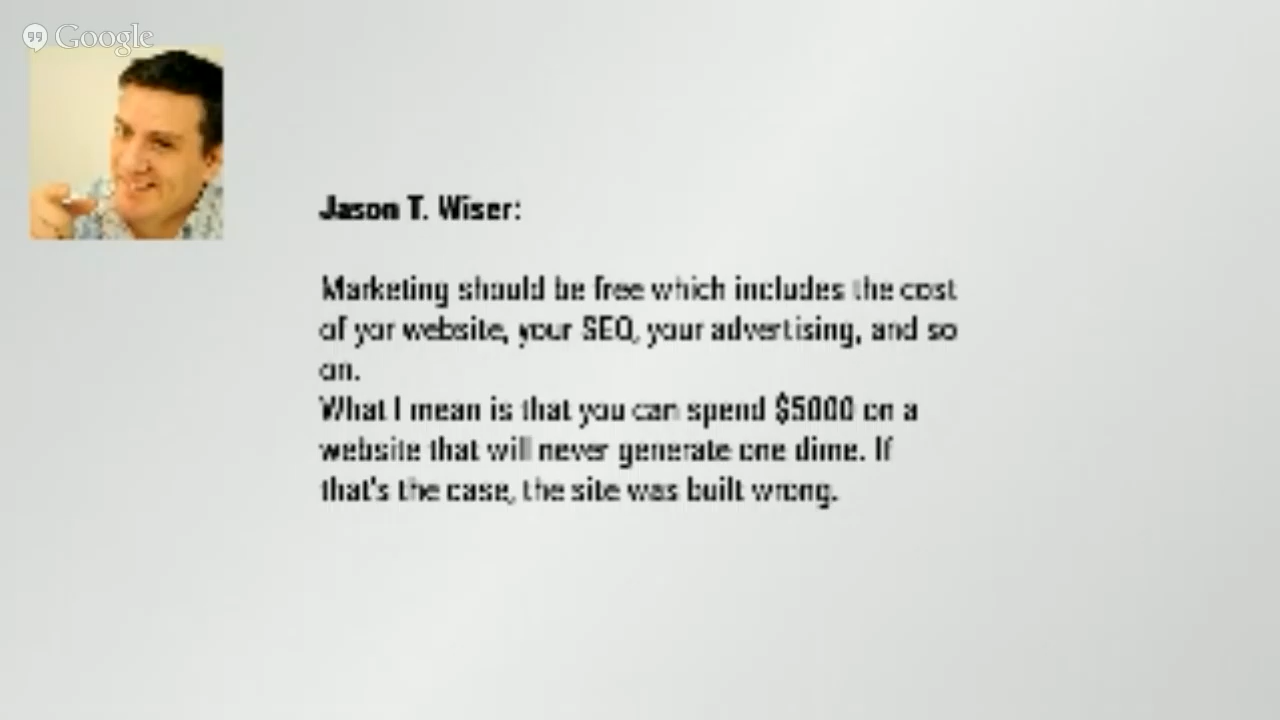 Google
Jason T. Wiser:
Marketing should be free which includes the cost
of yor website, your SEO, your advertising, and so
on.
What I mean is that you can spend $5000 on a
website that will never generate one dime. If
that's the case, the site was built wrong.